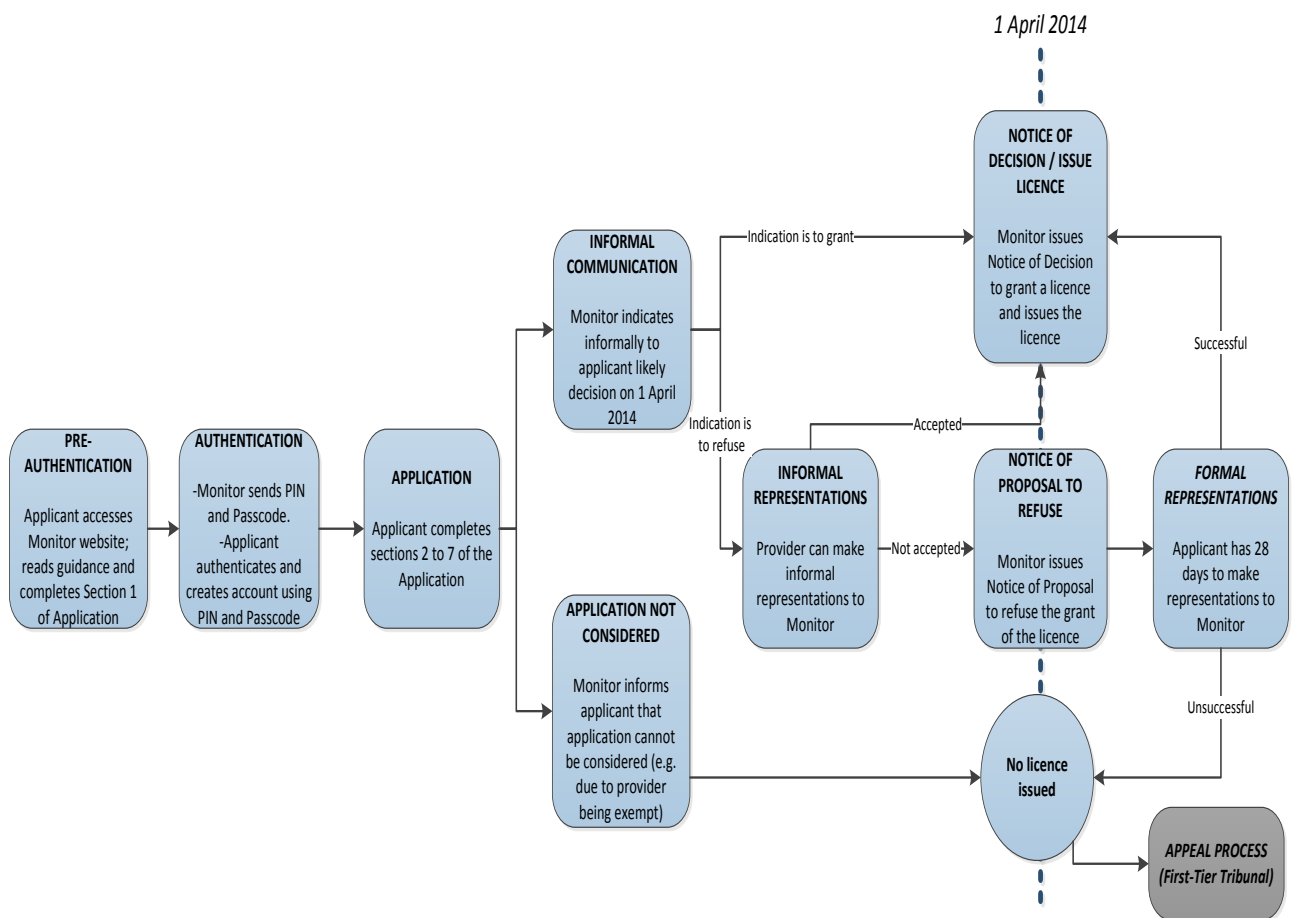 1 April 2014
NOTICE OF
DECISION / ISSUE
LICENCE
Monitor issues
Notice of Decision
to grant a licence
and issues the
licence
INFORMAL
COMMUNICATION
Monitor indicates
informally to
applicant likely
decision on 1 April
2014
Indication is to grant
Successful
Indication is
to refuse
Accepted
PRE-
AUTHENTICATION
Applicant accesses
Monitor website;
reads guidance and
completes Section 1
of Application
AUTHENTICATION
-Monitor sends PIN
and Passcode.
-Applicant
authenticates and
creates account using
PIN and Passcode
APPLICATION
Applicant completes
sections 2 to 7 of the
Application
INFORMAL
REPRESENTATIONS
Provider can make
informal
representations to
Monitor
Not accepted
NOTICE OF
PROPOSAL TO
REFUSE
Monitor issues
Notice of Proposal
to refuse the grant
of the licence
FORMAL
REPRESENTATIONS
Applicant has 28
days to make
representations to
Monitor
APPLICATION NOT
CONSIDERED
Monitor informs
applicant that
application cannot
be considered (e.g.
due to provider
being exempt)
Unsuccessful
No licence
issued
APPEAL PROCESS
(First-Tier Tribunal)